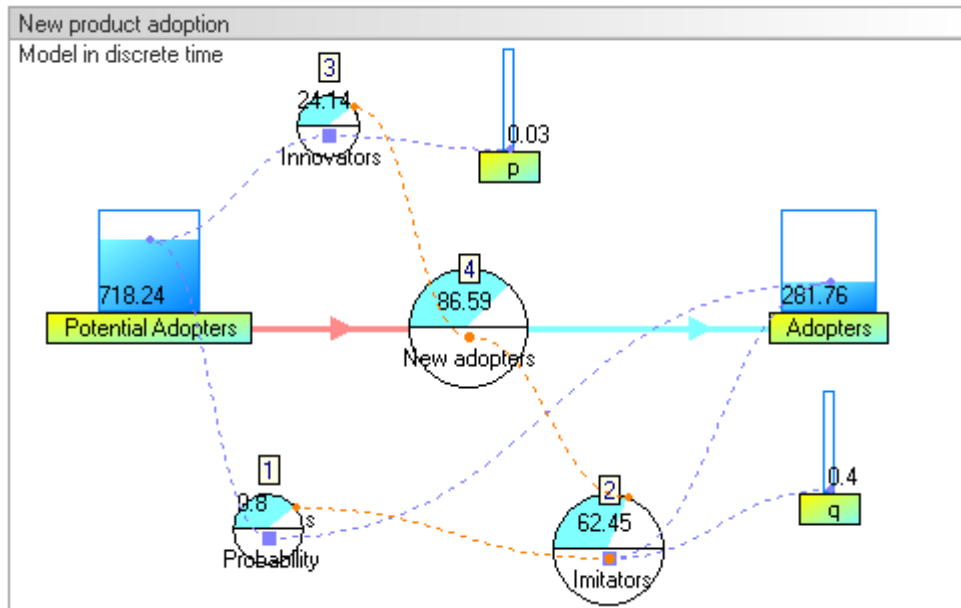 New product adoption
Model in discrete time
3
24.14
Innovators
0.03
p
718.24
Potential Adopters
4
86.59
New adopters
281.76
Adopters
1
0.8
s
Probability
2
62.45
Imitators
0.4
q